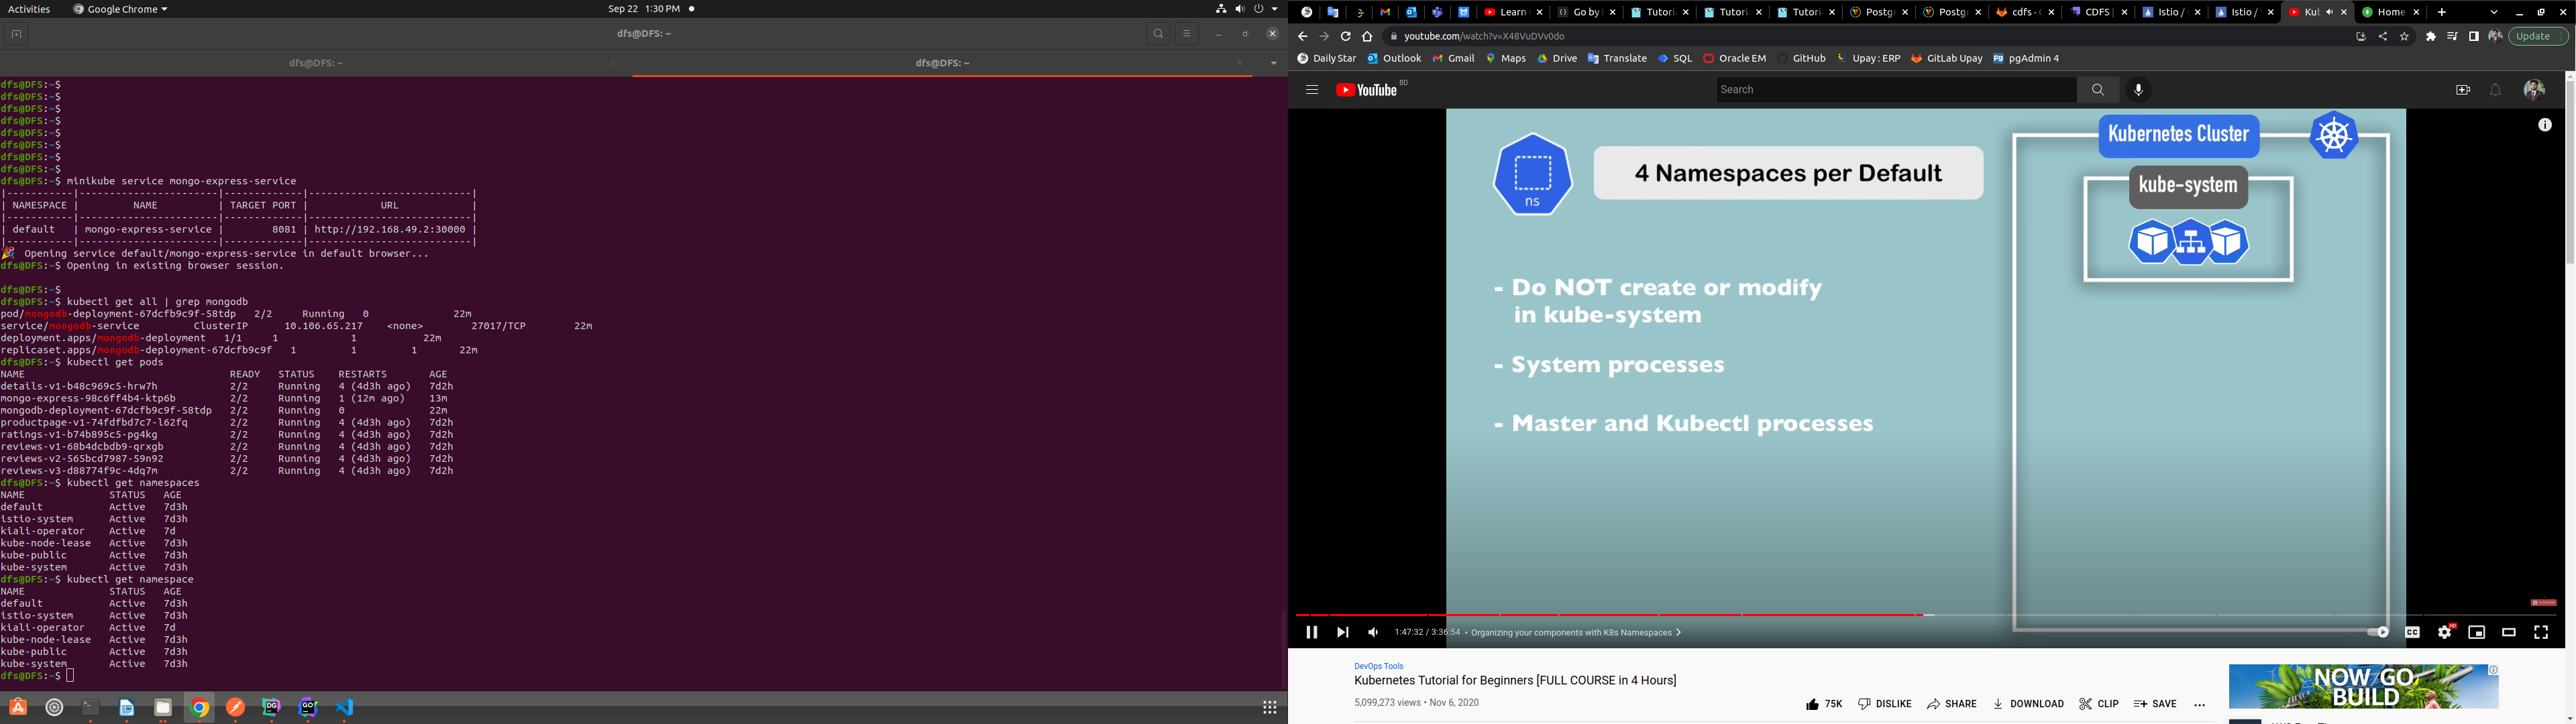 Activities Google Chrome Sep 22 1:30 PM
dfs@DFS: ~
dfs@DFS: ~ dfs@DFS: ~
dfs@DFS:~$
dfs@DFS:~$
dfs@DFS:~$
dfs@DFS:~$
dfs@DFS:~$
dfs@DFS:~$
dfs@DFS:~$
dfs@DFS:~$
dfs@DFS:~$ minikube service mongo-express-service
|-----------|-----------------------|-------------|---------------------------|
| NAMESPACE | NAME | TARGET PORT | URL |
|-----------|-----------------------|-------------|---------------------------|
| default | mongo-express-service | 8081 | http://192.168.49.2:30000 |
|-----------|-----------------------|-------------|---------------------------|
🎉 Opening service default/mongo-express-service in default browser...
dfs@DFS:~$ Opening in existing browser session.
dfs@DFS:~$
dfs@DFS:~$ kubectl get all | grep mongodb
pod/mongodb-deployment-67dcfb9c9f-58tdp 2/2 Running 0 22m
service/mongodb-service ClusterIP 10.106.65.217 <none> 27017/TCP 22m
deployment.apps/mongodb-deployment 1/1 1 1 22m
replicaset.apps/mongodb-deployment-67dcfb9c9f 1 1 1 22m
dfs@DFS:~$ kubectl get pods
NAME READY STATUS RESTARTS AGE
details-v1-b48c969c5-hrw7h 2/2 Running 4 (4d3h ago) 7d2h
mongo-express-98c6ff4b4-ktp6b 2/2 Running 1 (12m ago) 13m
mongodb-deployment-67dcfb9c9f-58tdp 2/2 Running 0 22m
productpage-v1-74fdfbd7c7-l62fq 2/2 Running 4 (4d3h ago) 7d2h
ratings-v1-b74b895c5-pg4kg 2/2 Running 4 (4d3h ago) 7d2h
reviews-v1-68b4dcbdb9-qrxgb 2/2 Running 4 (4d3h ago) 7d2h
reviews-v2-565bcd7987-59n92 2/2 Running 4 (4d3h ago) 7d2h
reviews-v3-d88774f9c-4dq7m 2/2 Running 4 (4d3h ago) 7d2h
dfs@DFS:~$ kubectl get namespaces
NAME STATUS AGE
default Active 7d3h
istio-system Active 7d3h
kiali-operator Active 7d
kube-node-lease Active 7d3h
kube-public Active 7d3h
kube-system Active 7d3h
dfs@DFS:~$ kubectl get namespace
NAME STATUS AGE
default Active 7d3h
istio-system Active 7d3h
kiali-operator Active 7d
kube-node-lease Active 7d3h
kube-public Active 7d3h
kube-system Active 7d3h
dfs@DFS:~$
Learn Go by Tutoria Tutoria Tutoria Postgr Postgr cdfs · CDFS Istio / Istio / Kub Home
youtube.com/watch?v=X48VuDVv0do Update
Daily Star Outlook Gmail Maps Drive Translate SQL Oracle EM GitHub Upay : ERP GitLab Upay pgAdmin 4
YouTube BD Search
Kubernetes Cluster
4 Namespaces per Default
kube-system
ns
- Do NOT create or modify
in kube-system
- System processes
- Master and Kubectl processes
1:47:32 / 3:36:54 • Organizing your components with K8s Namespaces
CC HD
DevOps Tools
Kubernetes Tutorial for Beginners [FULL COURSE in 4 Hours]
5,099,273 views • Nov 6, 2020
75K DISLIKE SHARE DOWNLOAD CLIP SAVE
NOW GO
BUILD